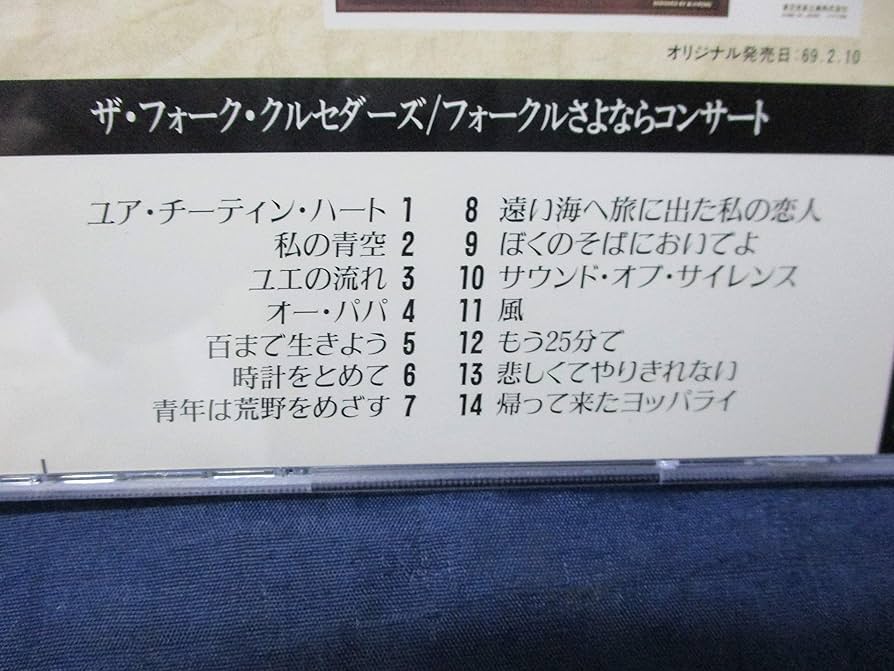 オリジナル発売日:69.2.10
ザ・フォーク・クルセダーズ/フォークルさよならコンサート
ユア・チーティン・ハート 1
私の青空 2
ユエの流れ 3
オー・パパ 4
百まで生きよう 5
時計をとめて 6
青年は荒野をめざす 7
8 遠い海へ旅に出た私の恋人
9 ぼくのそばにおいでよ
10 サウンド・オブ・サイレンス
11 風
12 もう25分で
13 悲しくてやりきれない
14 帰って来たヨッパライ